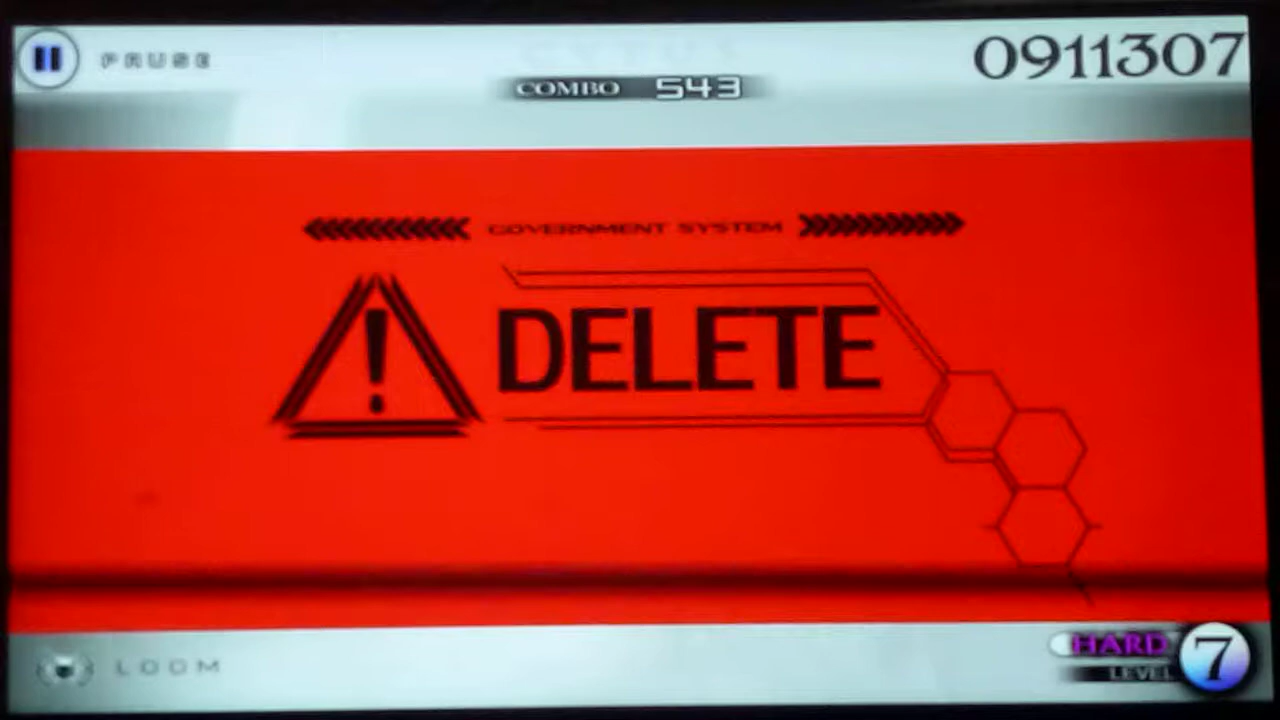 PAUSE
0911307
COMBO 543
GOVERNMENT SYSTEM
! DELETE
LOOM
HARD
LEVEL 7